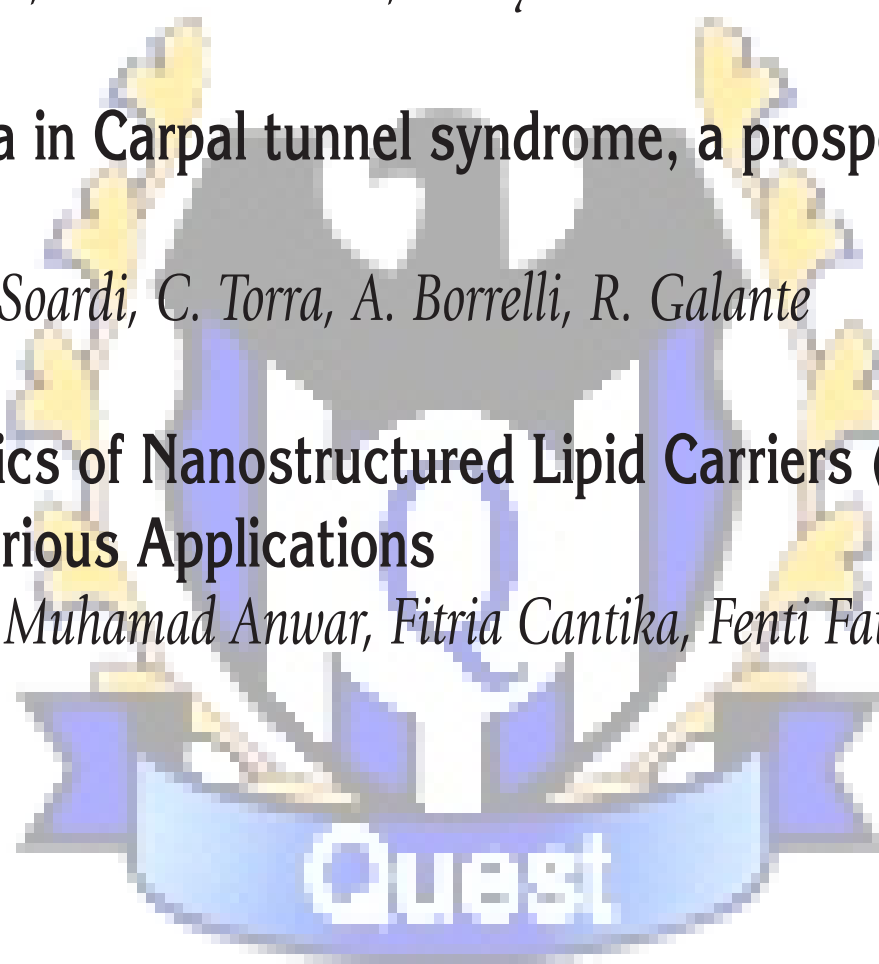 a in Carpal tunnel syndrome, a prosp
Soardi, C. Torra, A. Borrelli, R. Galante
ics of Nanostructured Lipid Carriers (
rious Applications
Muhamad Anwar, Fitria Cantika, Fenti Fat
Q
Quest